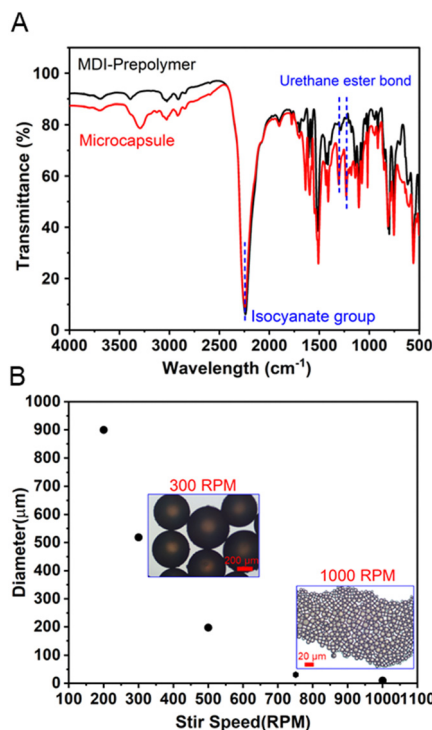 A
MDI-Prepolymer
Urethane ester bond
Microcapsule
Isocyanate group
Transmittance (%)
100
80
60
40
20
0
4000 3500 3000 2500 2000 1500 1000 500
Wavelength (cm-1)
B
1000
900
800
700
600
500
400
300
200
100
0
Diameter(μm)
300 RPM
200 μm
1000 RPM
20 μm
100 200 300 400 500 600 700 800 900 10001100
Stir Speed(RPM)